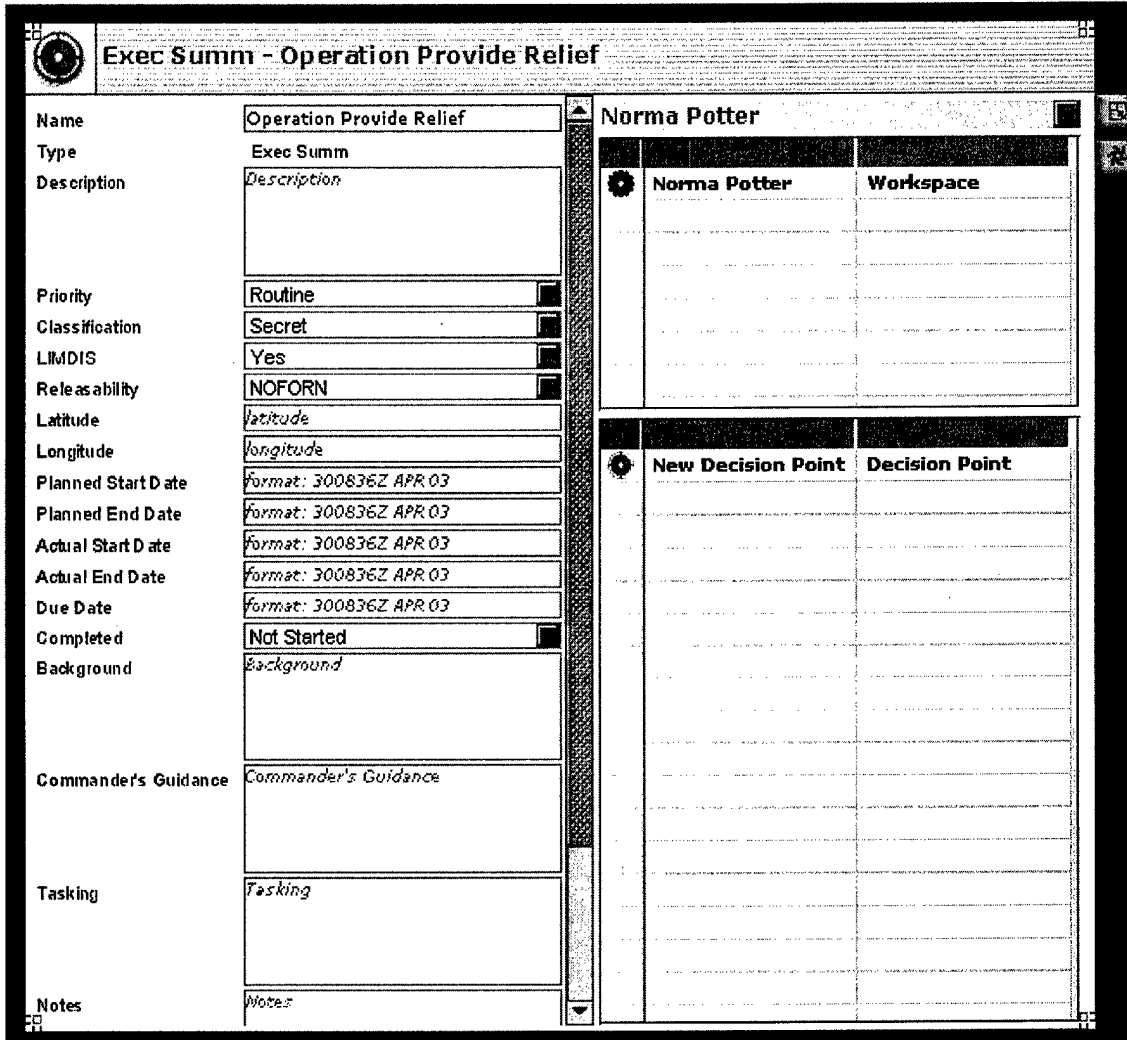 Exec Summ - Operation Provide Relief
Name Operation Provide Relief
Type Exec Summ
Description Description
Priority Routine
Classification Secret
LIMDIS Yes
Releasability NOFORN
Latitude latitude
Longitude longitude
Planned Start Date format: 300836Z APR 03
Planned End Date format: 300836Z APR 03
Actual Start Date format: 300836Z APR 03
Actual End Date format: 300836Z APR 03
Due Date format: 300836Z APR 03
Completed Not Started
Background Background
Commander's Guidance Commander's Guidance
Tasking Tasking
Notes Notes
Norma Potter
Norma Potter Workspace
New Decision Point Decision Point